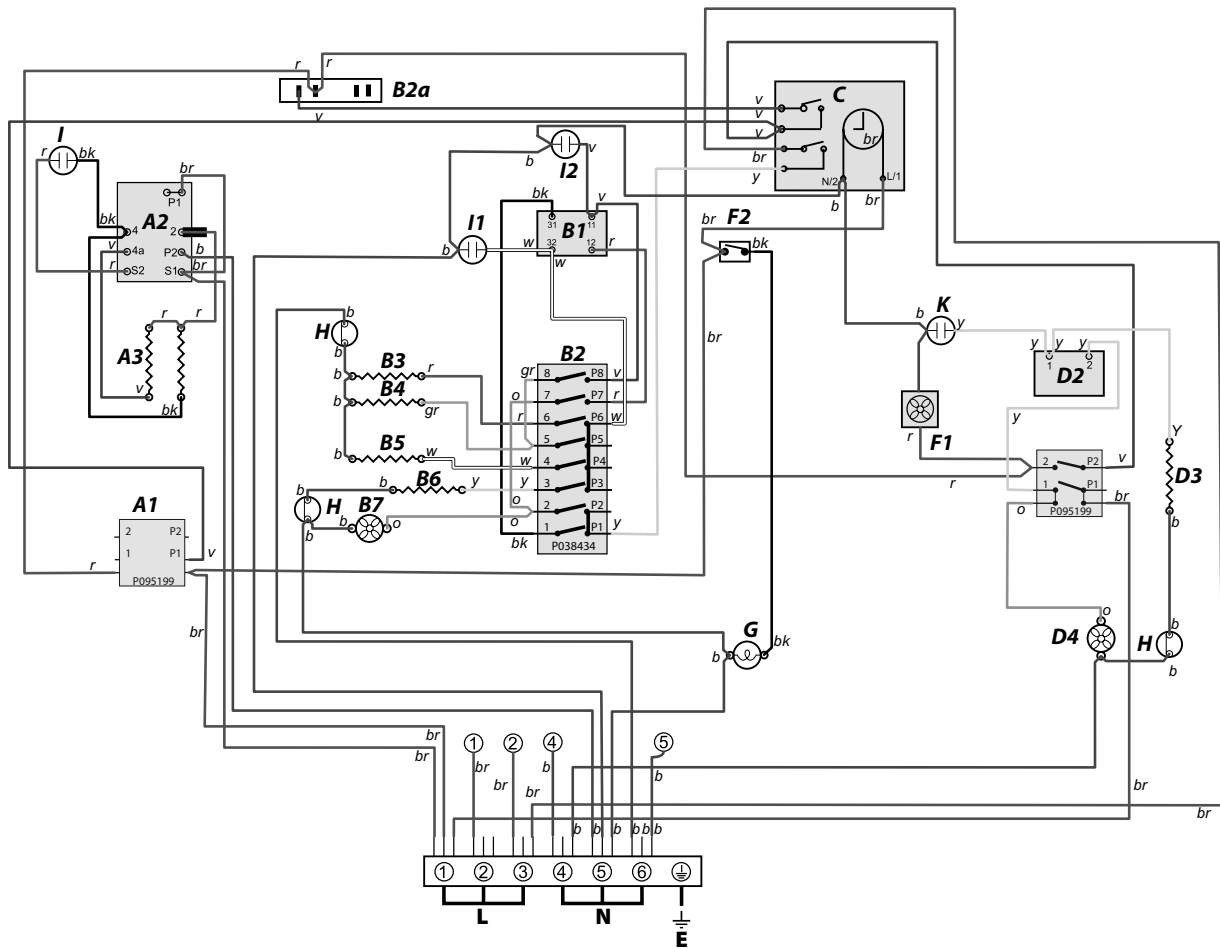 r r
B2a
v
I
r bk
br
P1
A2
bk
4 2
v 4a P2 b
r S2 S1 br
r r
A3
v
bk
b I2 v
bk v
31 11
B1
I1
b w 32 12 r
w
C
v
v
v
br
y
br
N/2 L/1
b br
br F2
bk
br
H b
b
B3
b r
B4
b gr
B5
b w
B6
b y
H b
B7
b b o
B2
gr 8 P8 v
o 7 P7 r
r 6 P6 w
5 P5
w 4 P4
y 3 P3
o 2 P2
o 1 P1 y
bk
P038434
K
b y
y y y
1 2
D2
y
F1
r
r
2 P2 v
1 P1
o br
P095199
Y
D3
b
o
D4
b
H
b
A1
2 P2
1 P1 v
r P095199
br
G
b bk
br
br
1 2 4 5
br br br b b
br
br
b b b b b b
1 2 3 4 5 6
L N
E